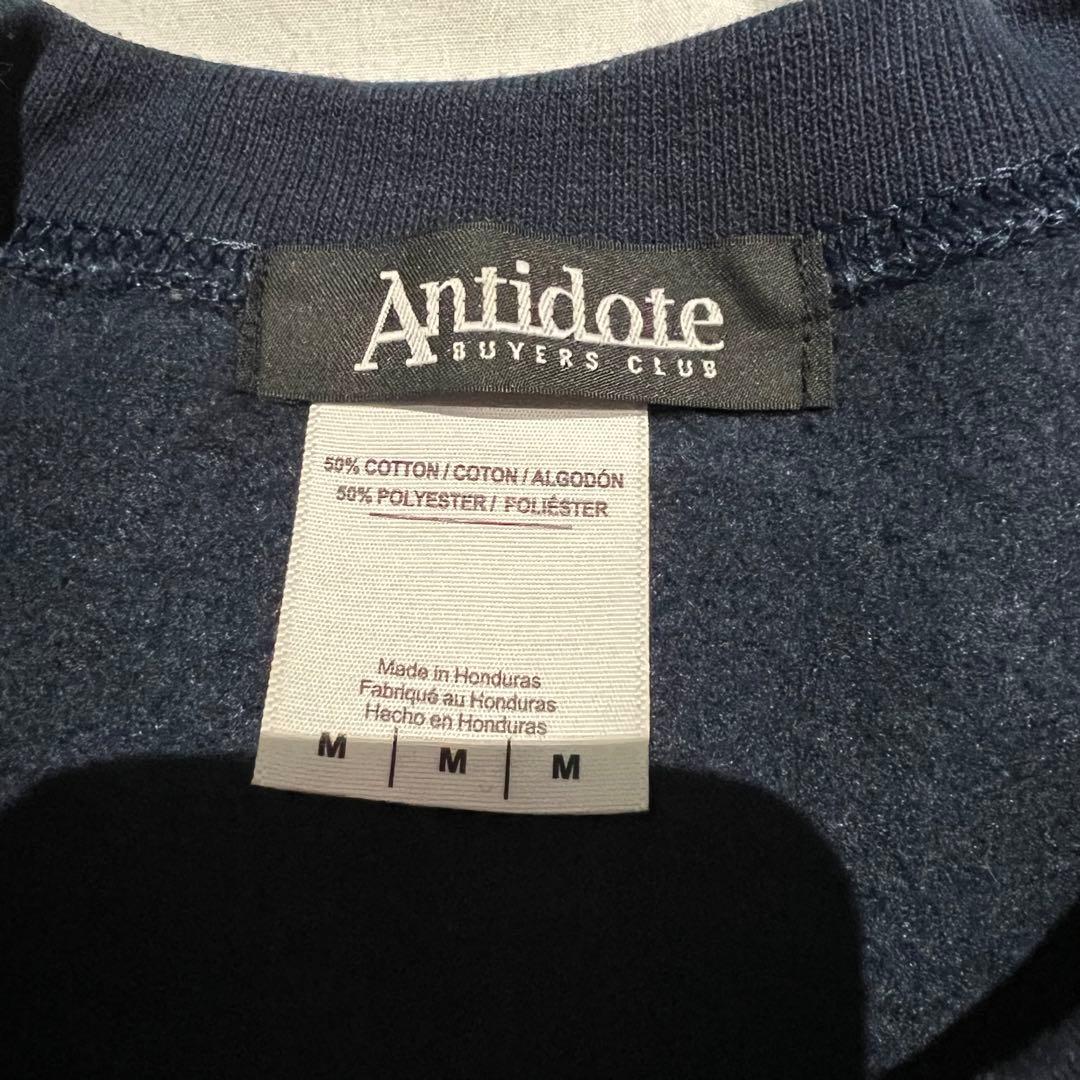 Antidote
BUYERS CLUB
50% COTTON / COTON / ALGODÓN
50% POLYESTER / POLIÉSTER
Made in Honduras
Fabriqué au Honduras
Hecho en Honduras
M | M | M